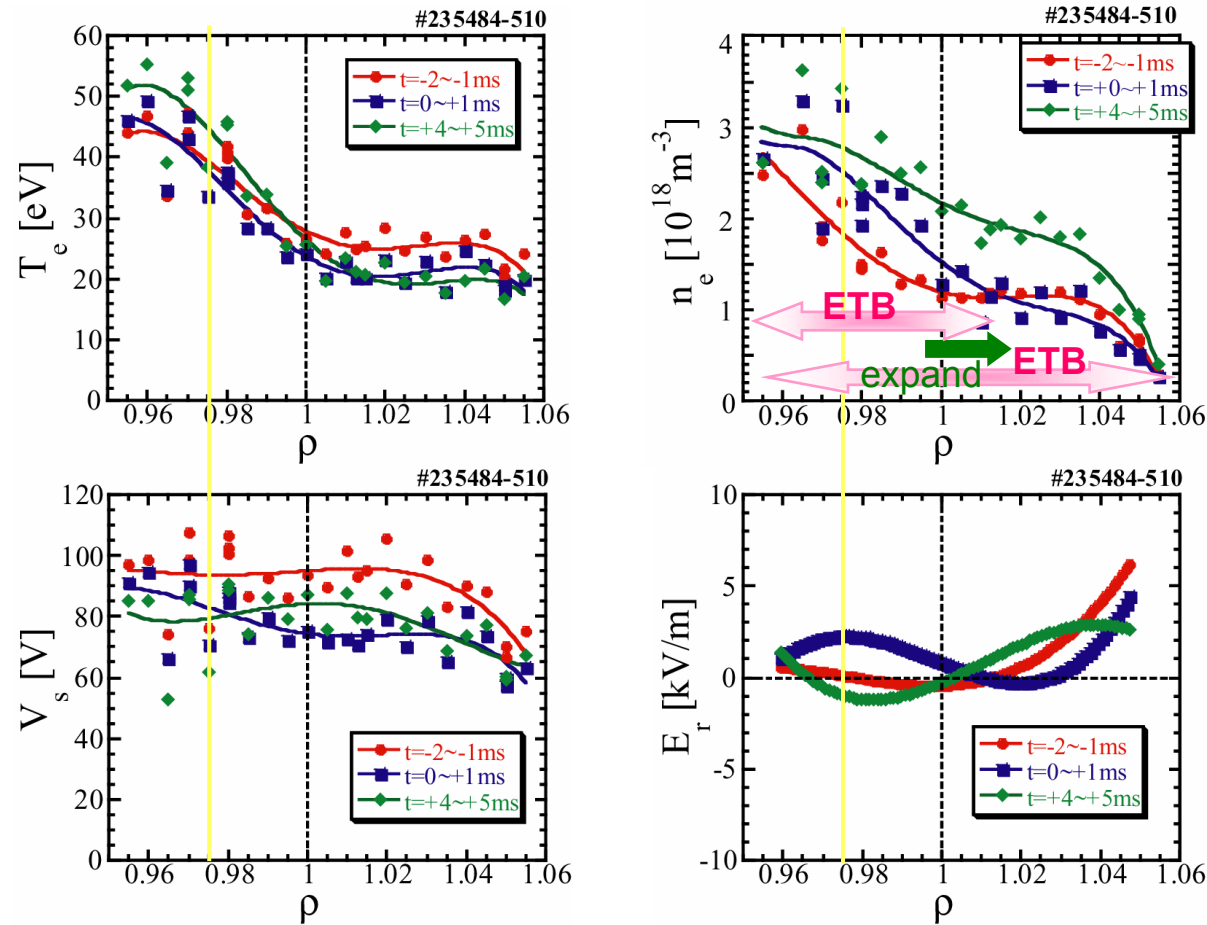 #235484-510
60
50
40
30
20
10
0
T_e [eV]
t=-2~-1ms
t=0~+1ms
t=+4~+5ms
0.96 0.98 1 1.02 1.04 1.06
ρ
#235484-510
4
3
2
1
0
n_e [10^18 m^-3]
t=-2~-1ms
t=+0~+1ms
t=+4~+5ms
ETB
ETB
expand
0.96 0.98 1 1.02 1.04 1.06
ρ
#235484-510
120
100
80
60
40
20
0
V_s [V]
t=-2~-1ms
t=0~+1ms
t=+4~+5ms
0.96 0.98 1 1.02 1.04 1.06
ρ
#235484-510
10
5
0
-5
-10
E_r [kV/m]
t=-2~-1ms
t=0~+1ms
t=+4~+5ms
0.96 0.98 1 1.02 1.04 1.06
ρ